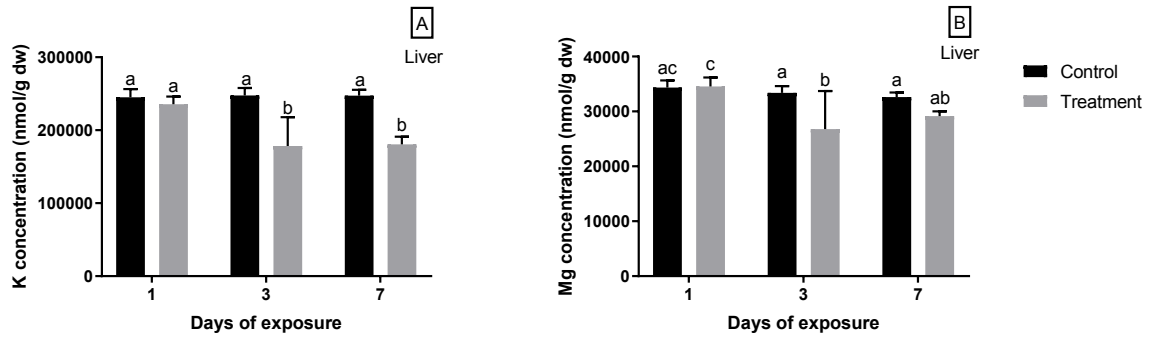 A
Liver
K concentration (nmol/g dw)
300000
200000
100000
0
a a a b a b
1 3 7
Days of exposure
B
Liver
Mg concentration (nmol/g dw)
40000
30000
20000
10000
0
ac c a b a ab
1 3 7
Days of exposure
Control
Treatment